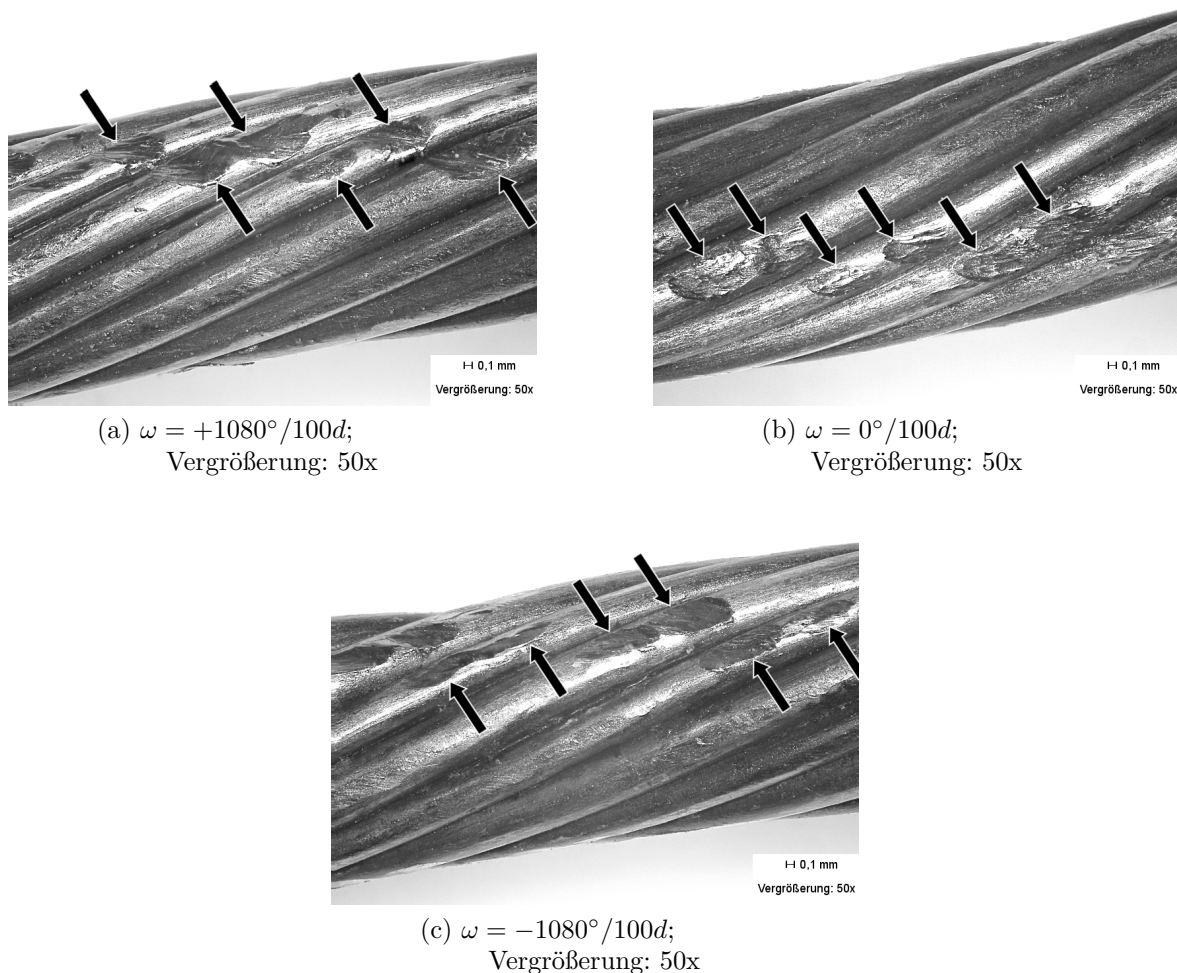 0,1 mm
Vergrößerung: 50x
0,1 mm
Vergrößerung: 50x
(a) ω = +1080°/100d;
Vergrößerung: 50x
(b) ω = 0°/100d;
Vergrößerung: 50x
0,1 mm
Vergrößerung: 50x
(c) ω = −1080°/100d;
Vergrößerung: 50x